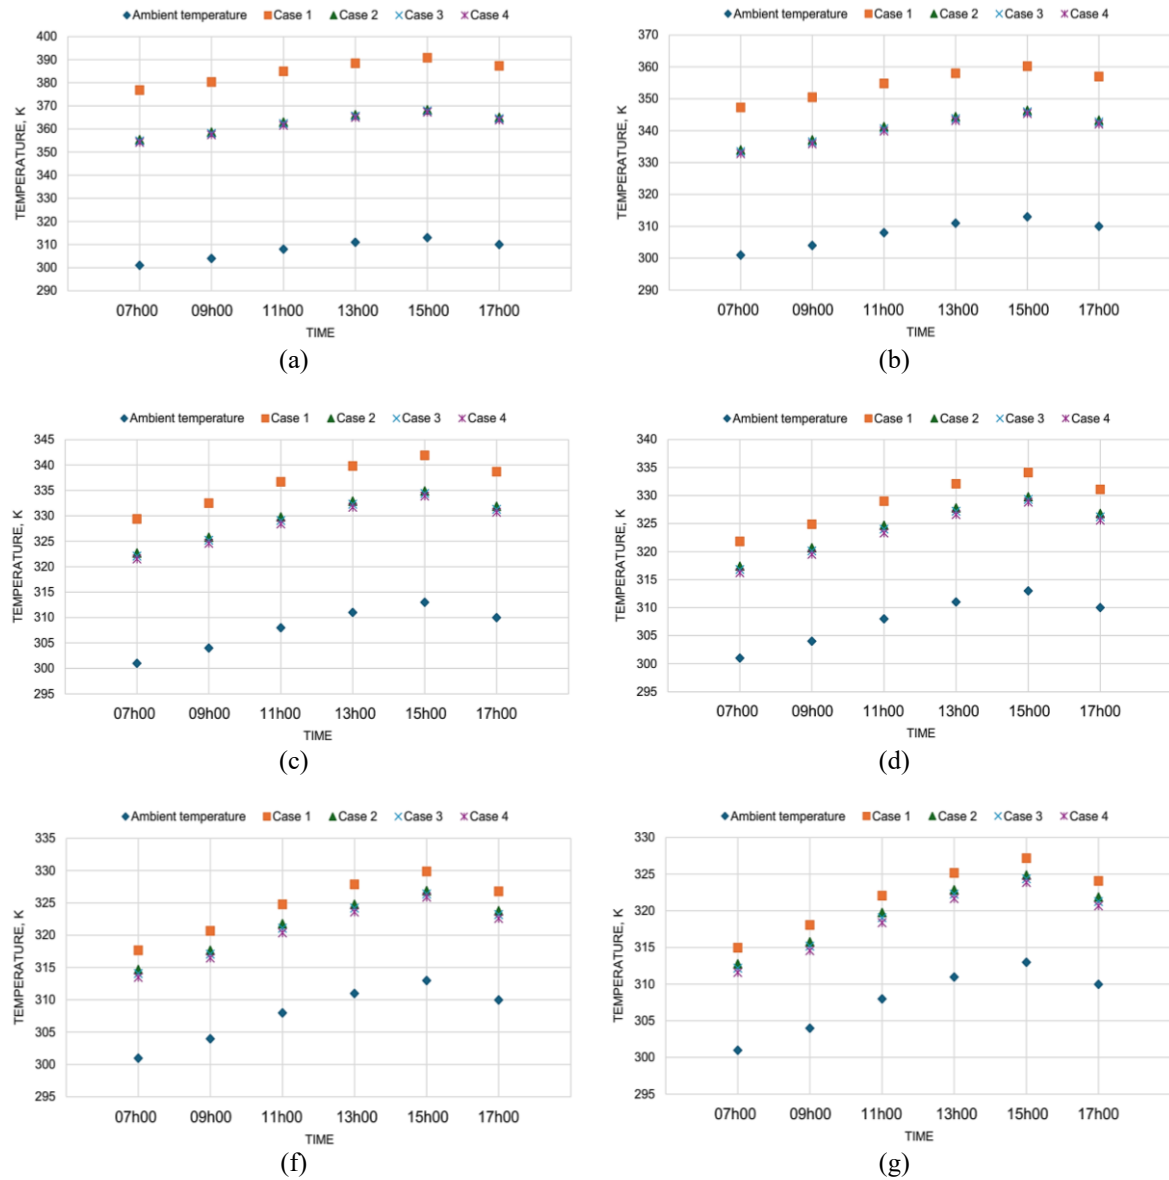 Ambient temperature Case 1 Case 2 Case 3 Case 4
TEMPERATURE, K
400
390
380
370
360
350
340
330
320
310
300
290
07h00 09h00 11h00 13h00 15h00 17h00
TIME
(a)
Ambient temperature Case 1 Case 2 Case 3 Case 4
TEMPERATURE, K
370
360
350
340
330
320
310
300
290
07h00 09h00 11h00 13h00 15h00 17h00
TIME
(b)
Ambient temperature Case 1 Case 2 Case 3 Case 4
TEMPERATURE, K
345
340
335
330
325
320
315
310
305
300
295
07h00 09h00 11h00 13h00 15h00 17h00
TIME
(c)
Ambient temperature Case 1 Case 2 Case 3 Case 4
TEMPERATURE, K
340
335
330
325
320
315
310
305
300
295
07h00 09h00 11h00 13h00 15h00 17h00
TIME
(d)
Ambient temperature Case 1 Case 2 Case 3 Case 4
TEMPERATURE, K
335
330
325
320
315
310
305
300
295
07h00 09h00 11h00 13h00 15h00 17h00
TIME
(f)
Ambient temperature Case 1 Case 2 Case 3 Case 4
TEMPERATURE, K
330
325
320
315
310
305
300
295
07h00 09h00 11h00 13h00 15h00 17h00
TIME
(g)